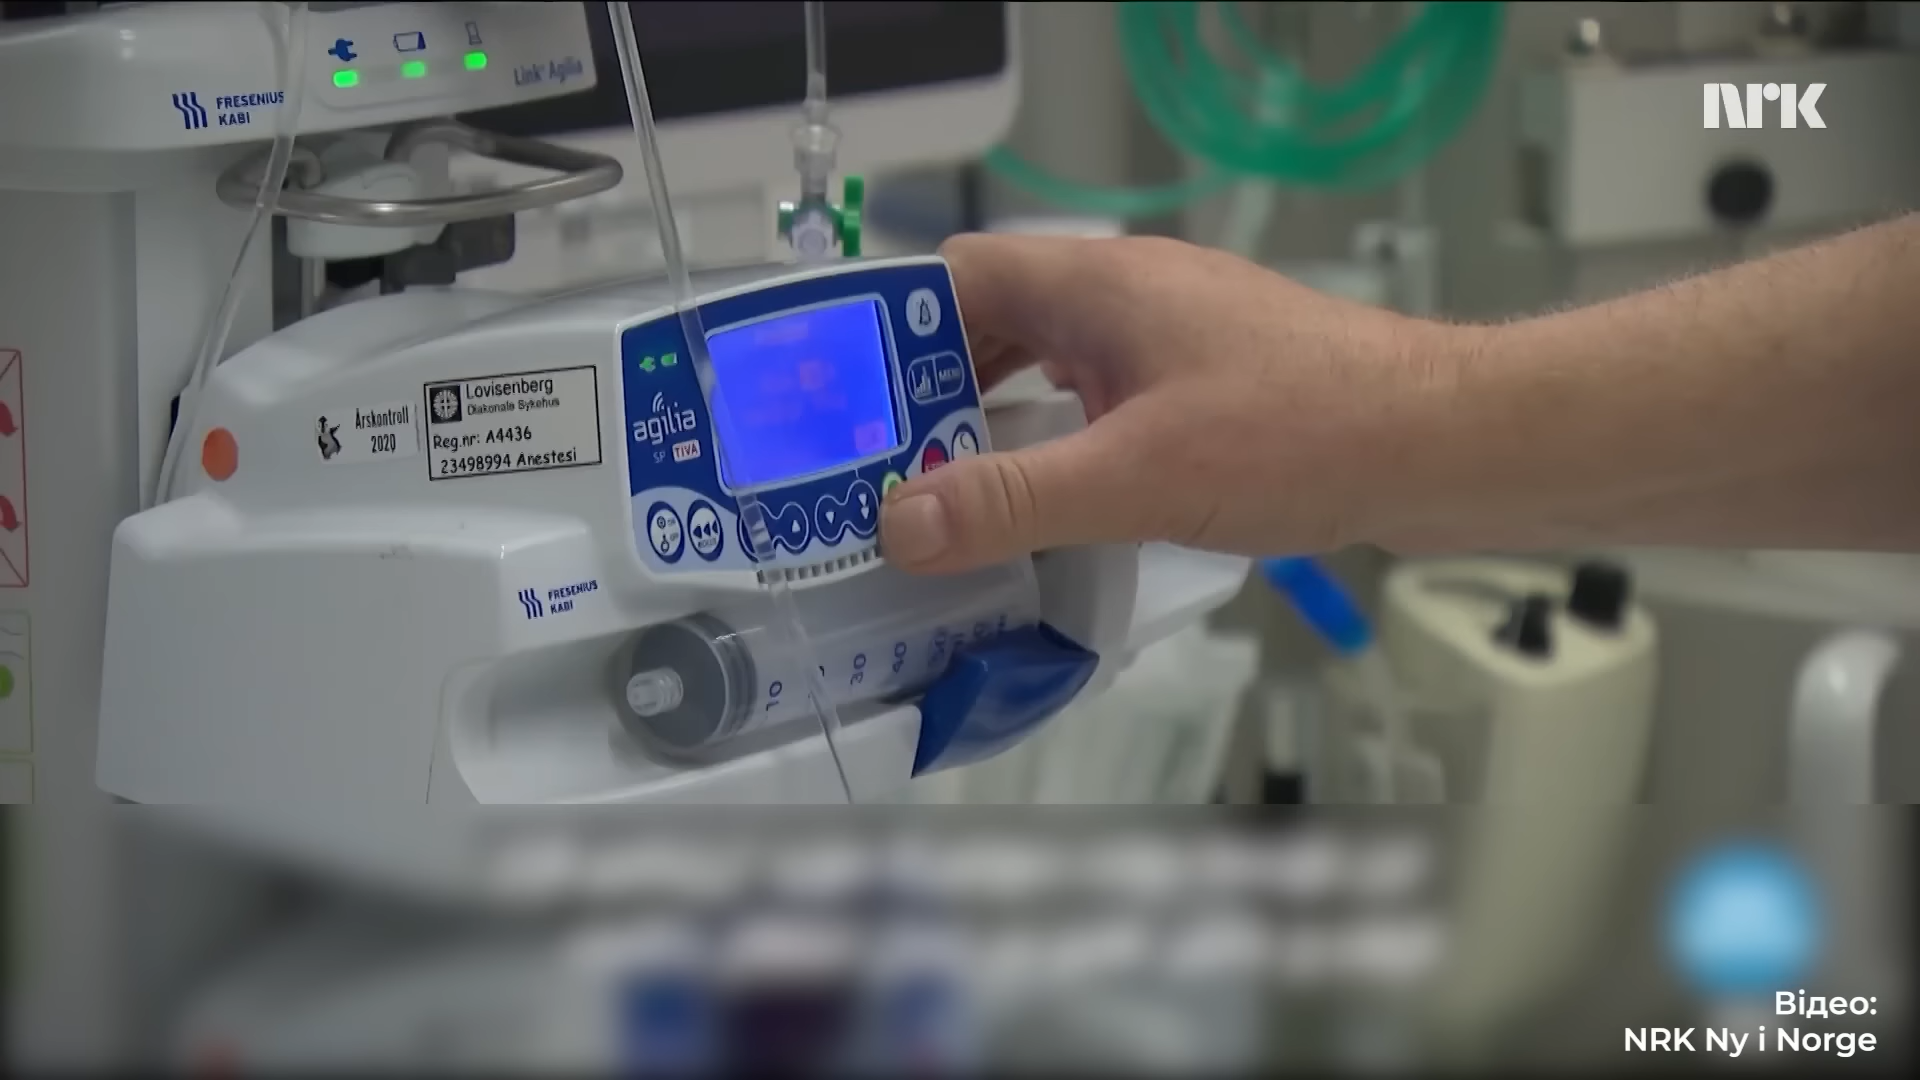 FRESENIUS
KABI
Link+ Agilia
NRK
Lovisenberg
Diakonale Sykehus
Reg.nr: A4436
23498994 Anestesi
Årskontroll
2020
agilia
SP TIVA
MENU
FRESENIUS
KABI
10
30
40
50
Відео:
NRK Ny i Norge